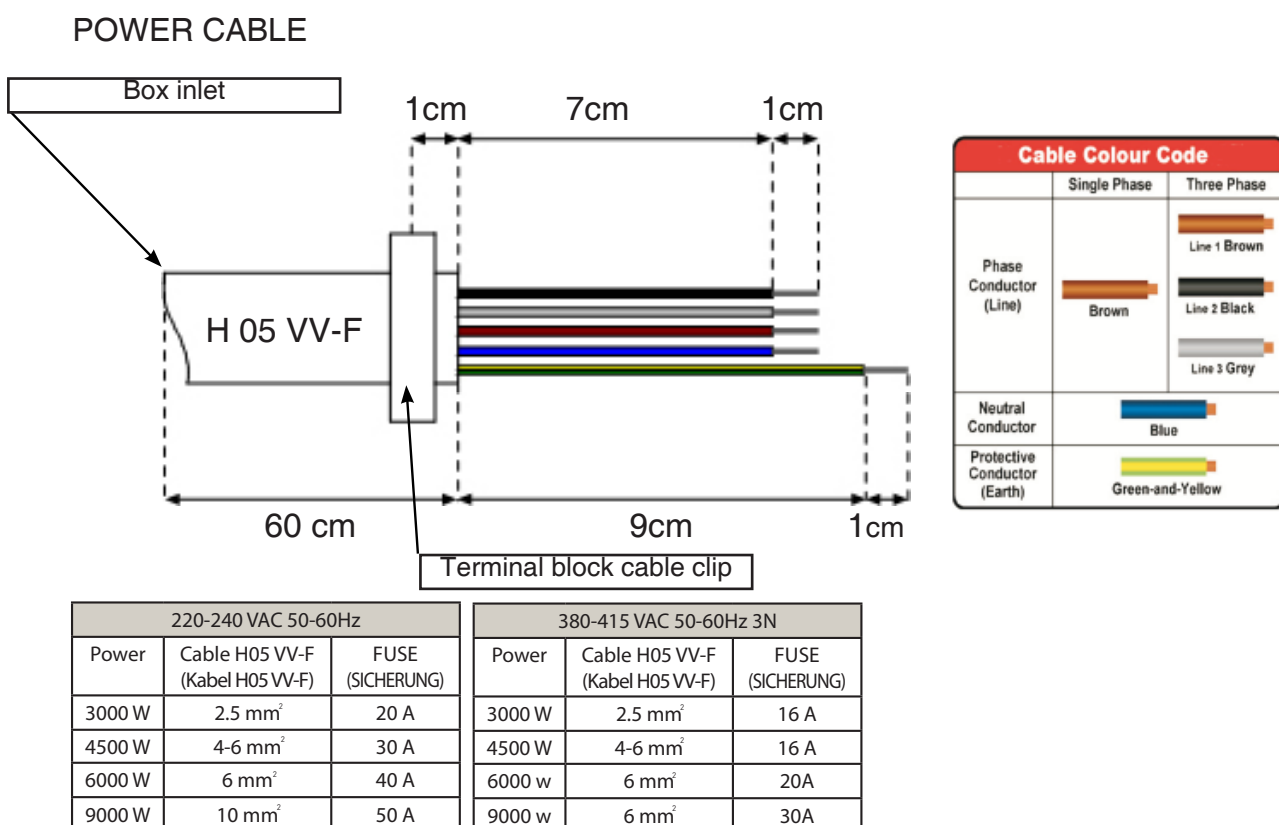 POWER CABLE
Box inlet
1cm 7cm 1cm
H 05 VV-F
60 cm 9cm 1cm
Terminal block cable clip
Cable Colour Code
Single Phase Three Phase
Phase
Conductor
(Line)
Brown
Line 1 Brown
Line 2 Black
Line 3 Grey
Neutral
Conductor
Blue
Protective
Conductor
(Earth)
Green-and-Yellow
220-240 VAC 50-60Hz
Power Cable H05 VV-F FUSE
(Kabel H05 VV-F) (SICHERUNG)
3000 W 2.5 mm² 20 A
4500 W 4-6 mm² 30 A
6000 W 6 mm² 40 A
9000 W 10 mm² 50 A
380-415 VAC 50-60Hz 3N
Power Cable H05 VV-F FUSE
(Kabel H05 VV-F) (SICHERUNG)
3000 W 2.5 mm² 16 A
4500 W 4-6 mm² 16 A
6000 w 6 mm² 20A
9000 w 6 mm² 30A